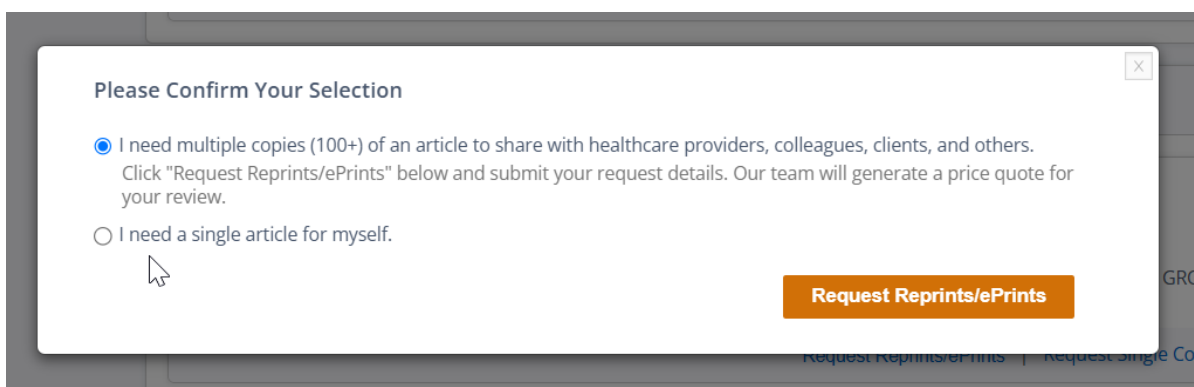 X
Please Confirm Your Selection
I need multiple copies (100+) of an article to share with healthcare providers, colleagues, clients, and others.
Click "Request Reprints/ePrints" below and submit your request details. Our team will generate a price quote for
your review.
I need a single article for myself.
Request Reprints/ePrints
Request Reprints/ePrints | Request Single